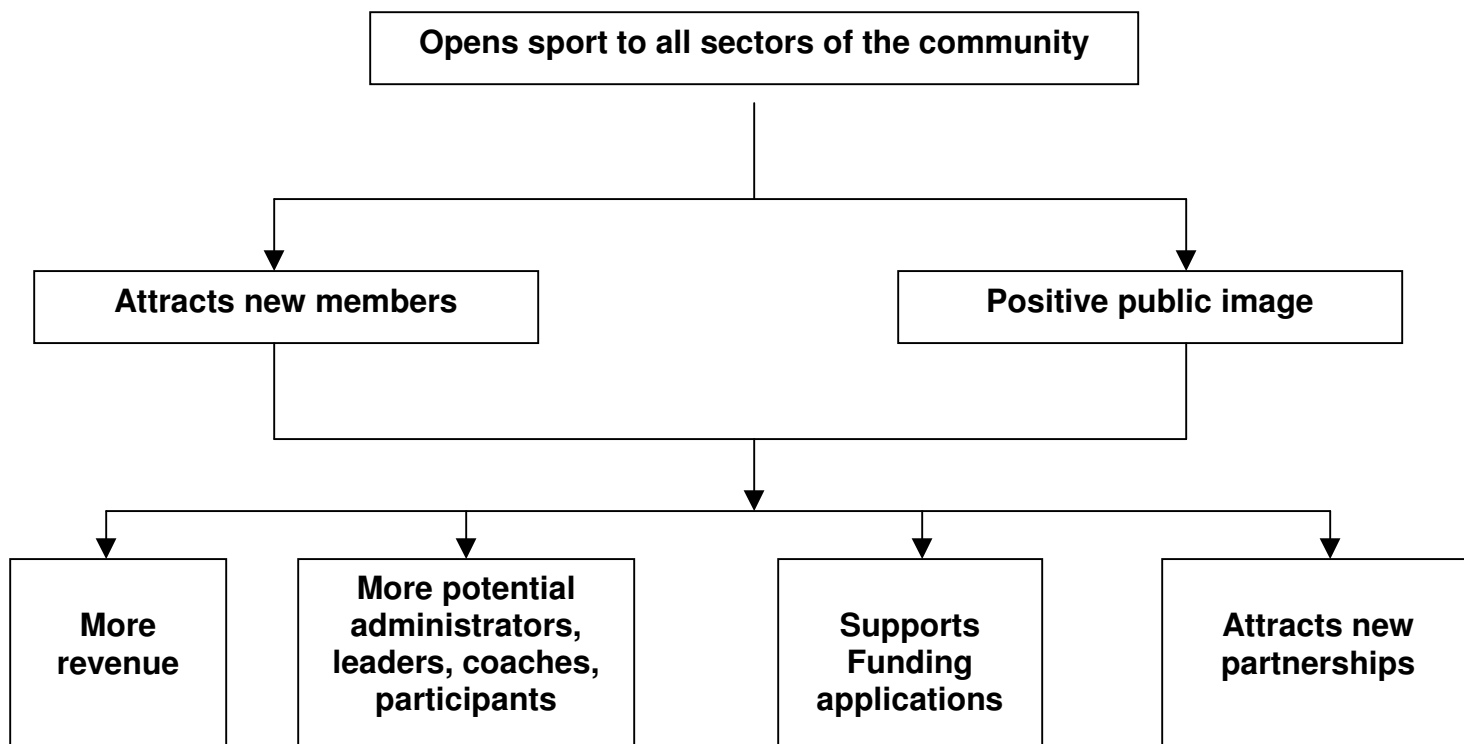 Opens sport to all sectors of the community
Attracts new members
Positive public image
More
revenue
More potential
administrators,
leaders, coaches,
participants
Supports
Funding
applications
Attracts new
partnerships